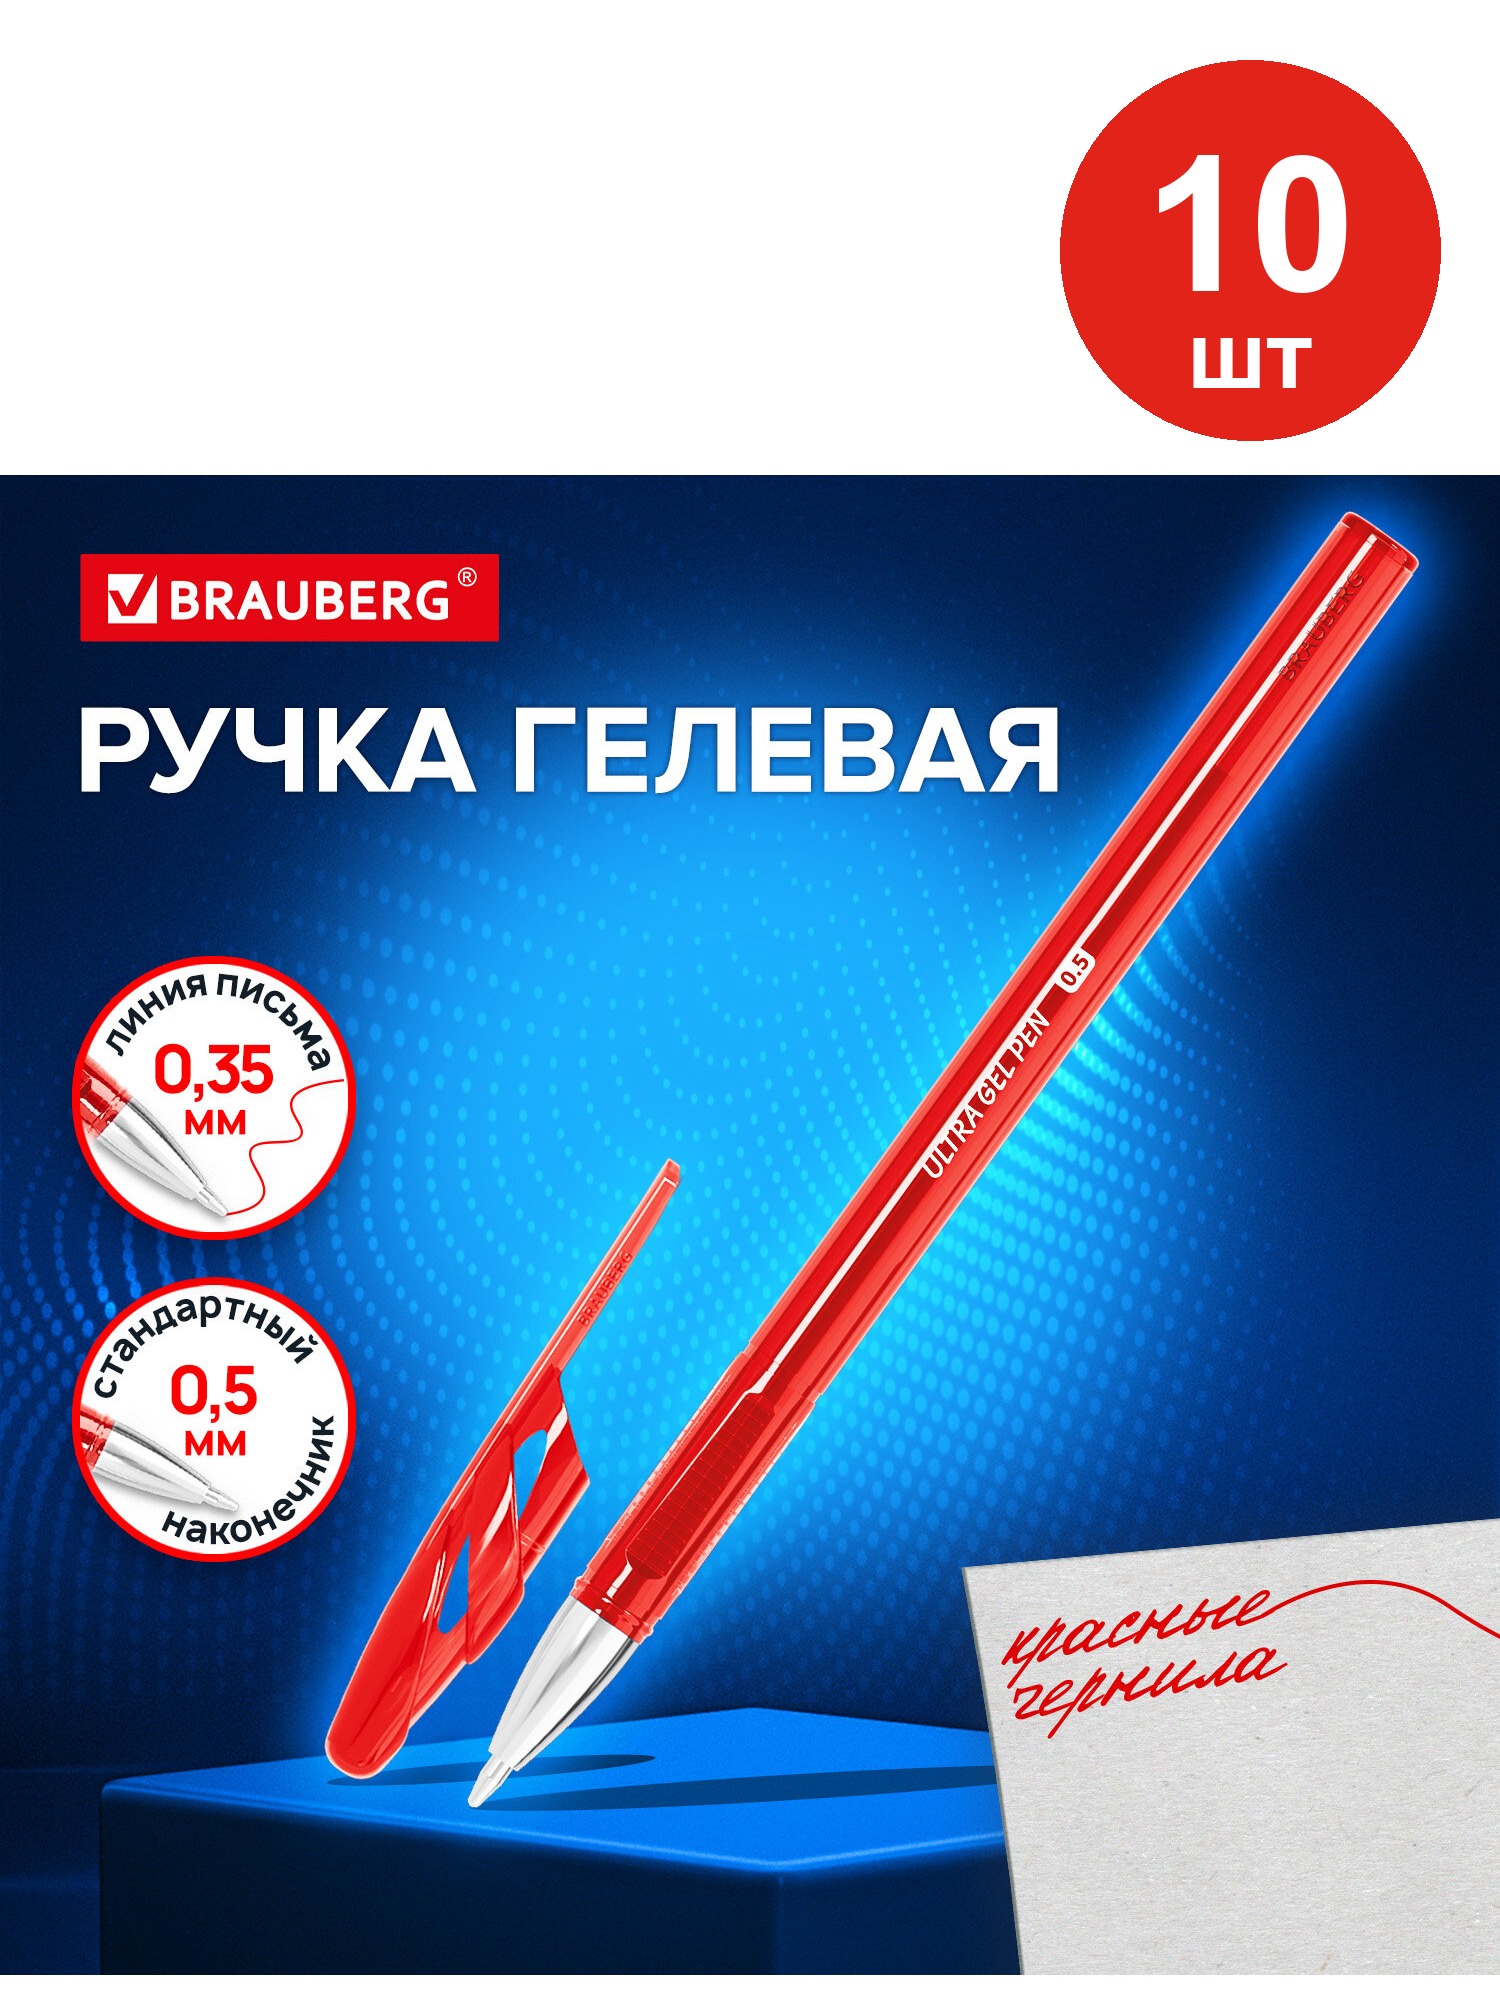 10
шт
BRAUBERG®
РУЧКА ГЕЛЕВАЯ
BRAUBERG
линия письма
0,35
мм
ULTRA GEL PEN 0.5
BRAUBERG
стандартный
0,5
мм
наконечник
красные
чернила